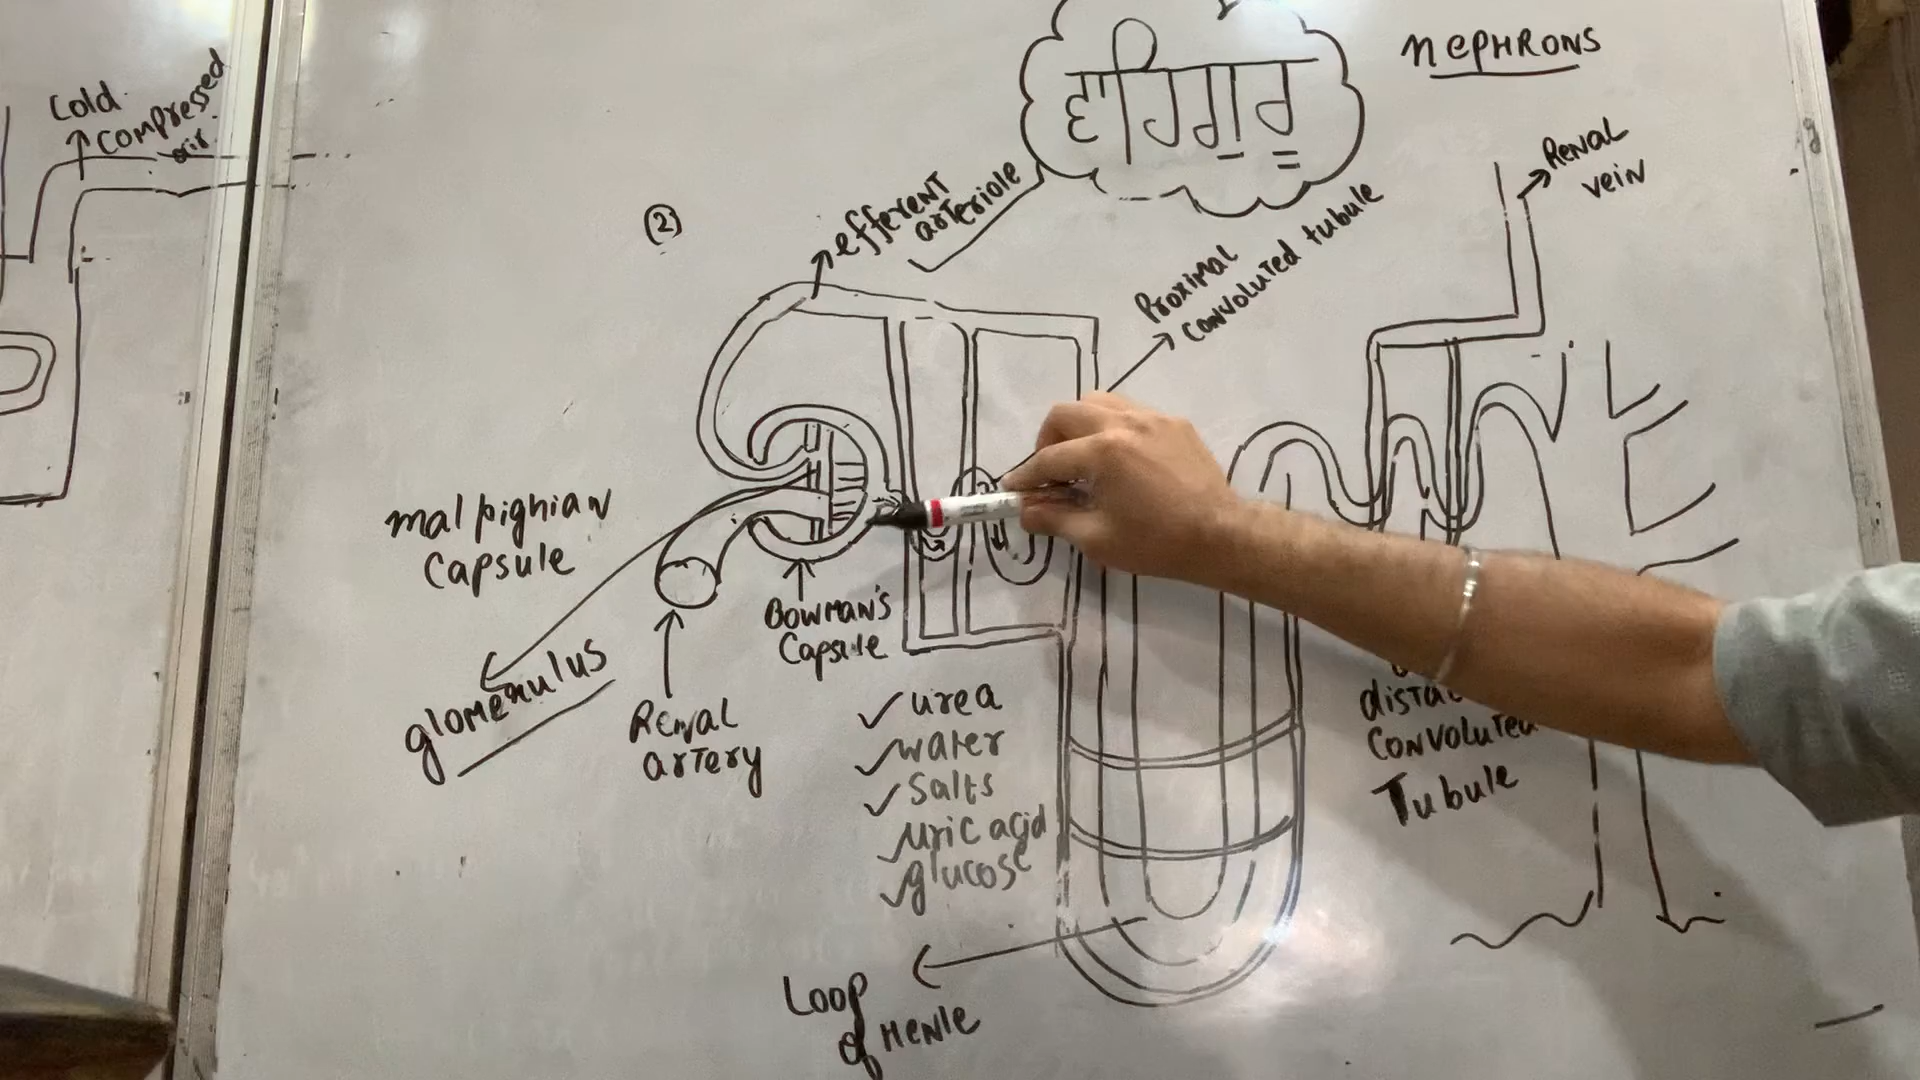 Cold
compressed
air.
ਵਾਹਿਗੁਰੂ
NEPHRONS
Renal
vein
(2)
efferent
arteriole
Proximal
convoluted tubule
malpighian
capsule
glomerulus
Renal
artery
Bowman's
Capsule
urea
water
salts
uric acid
glucose
distal
convoluted
Tubule
Loop
of Henle